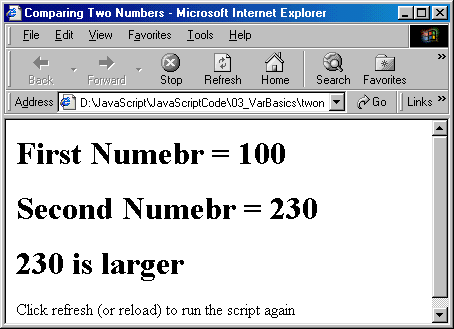 Comparing Two Numbers - Microsoft Internet Explorer
File Edit View Favorites Tools Help
Back Forward Stop Refresh Home Search Favorites »
Address D:\JavaScript\JavaScriptCode\03_VarBasics\twon Go Links »
First Numebr = 100
Second Numebr = 230
230 is larger
Click refresh (or reload) to run the script again